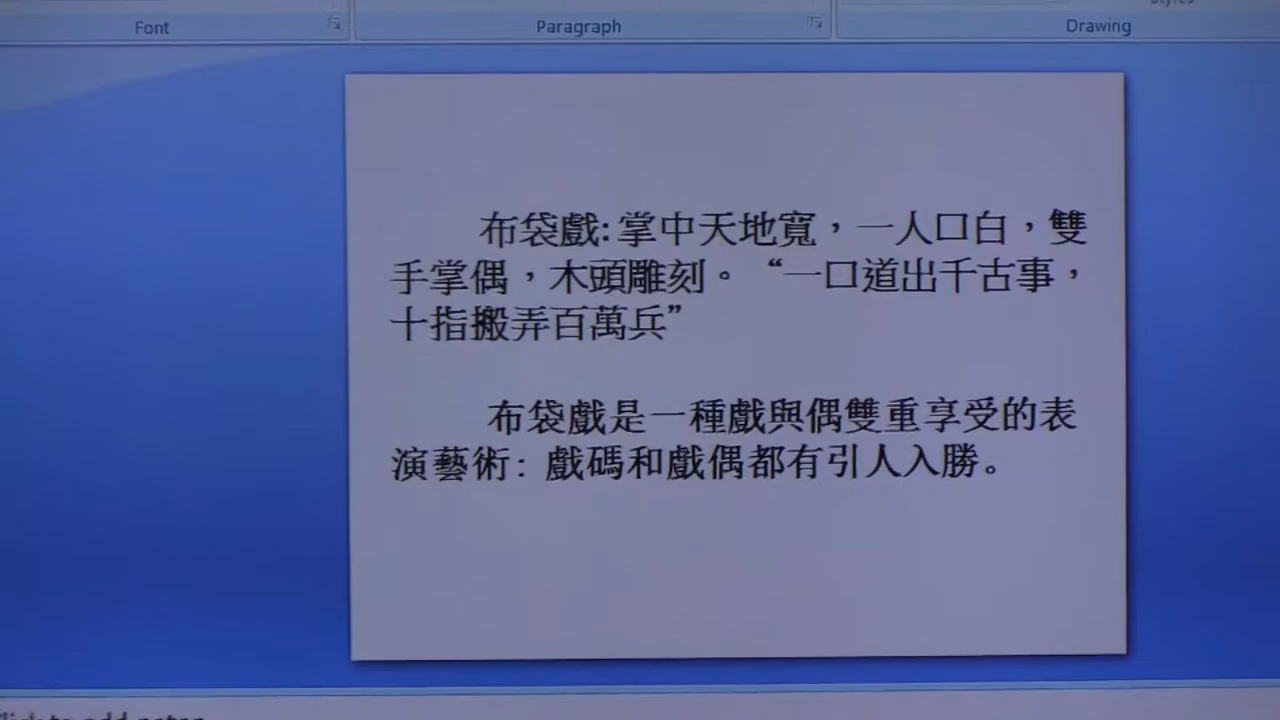 Font
Paragraph
Drawing
布袋戲:掌中天地寬，一人口白，雙
手掌偶，木頭雕刻。“一口道出千古事，
十指搬弄百萬兵”
布袋戲是一種戲與偶雙重享受的表
演藝術: 戲碼和戲偶都有引人入勝。